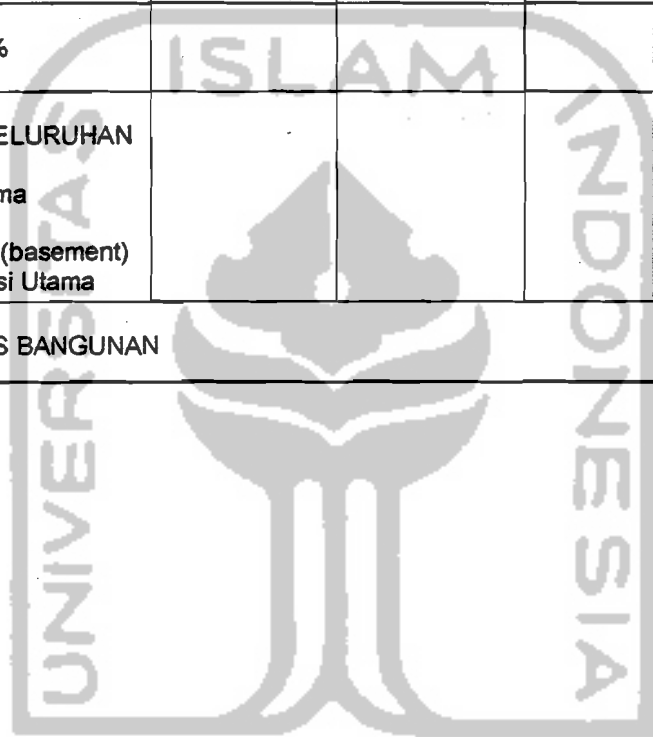 %
ELURUHAN
ma
(basement)
si Utama
S BANGUNAN
UNIVERSITAS
ISLAM
INDONESIA